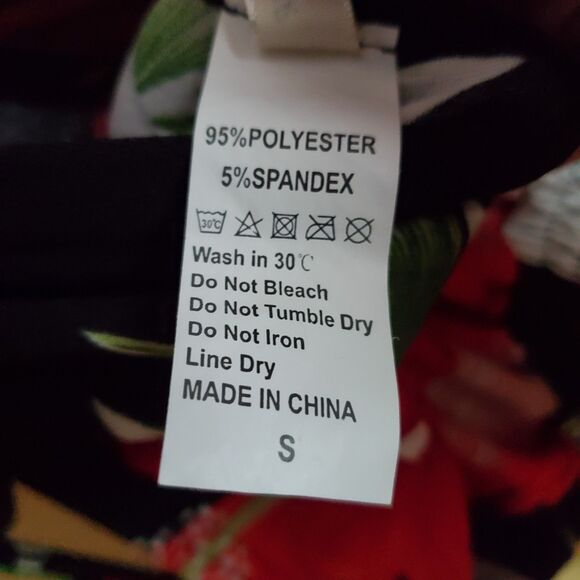 95%POLYESTER
5%SPANDEX
30℃
Wash in 30℃
Do Not Bleach
Do Not Tumble Dry
Do Not Iron
Line Dry
MADE IN CHINA
S